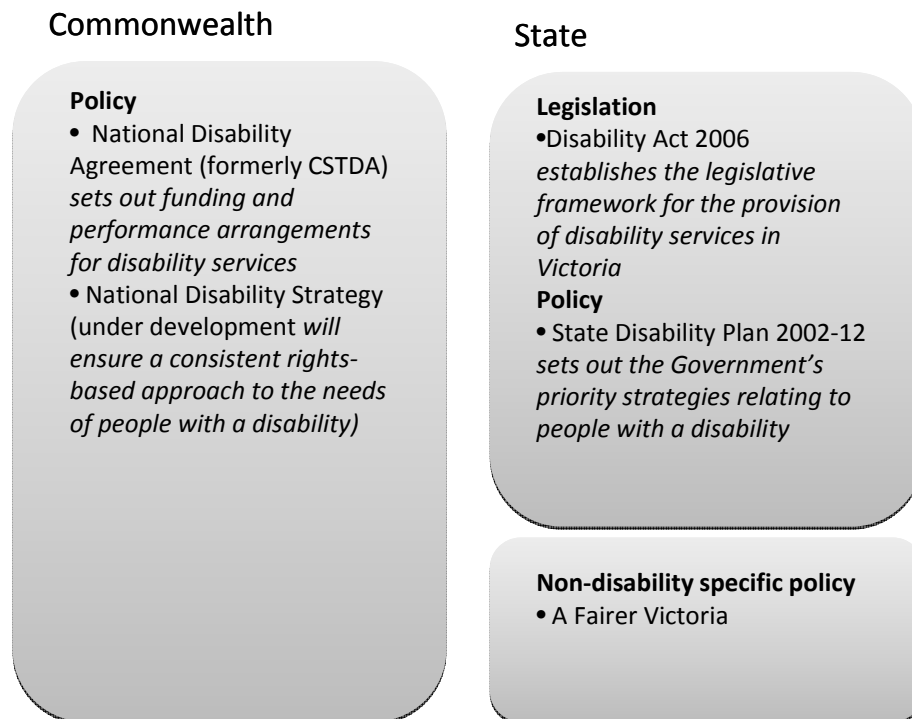 Commonwealth
Policy
• National Disability
Agreement (formerly CSTDA)
sets out funding and
performance arrangements
for disability services
• National Disability Strategy
(under development will
ensure a consistent rights-
based approach to the needs
of people with a disability)
State
Legislation
•Disability Act 2006
establishes the legislative
framework for the provision
of disability services in
Victoria
Policy
• State Disability Plan 2002-12
sets out the Government’s
priority strategies relating to
people with a disability
Non-disability specific policy
• A Fairer Victoria